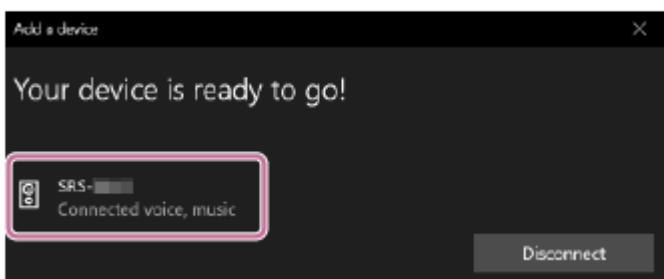 Add a device
Your device is ready to go!
SRS-
Connected voice, music
Disconnect